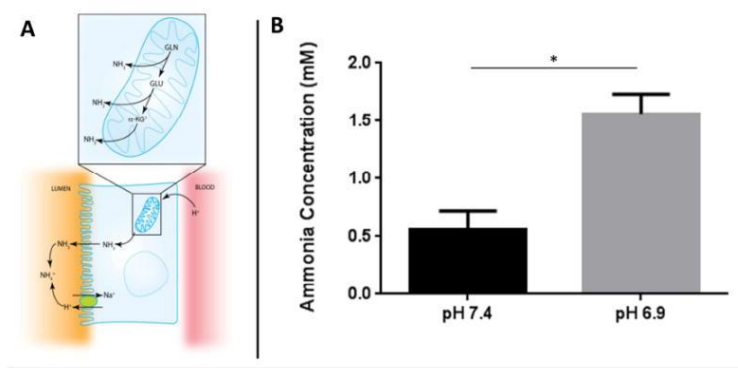 A
GLN
NH₃
GLU
NH₃
α-KG⁺
NH₃
LUMEN
BLOOD
H⁺
NH₃
NH₃
NH₄⁺
Na⁺
H⁺
B
Ammonia Concentration (mM)
2.0
*
1.5
1.0
0.5
0.0
pH 7.4
pH 6.9